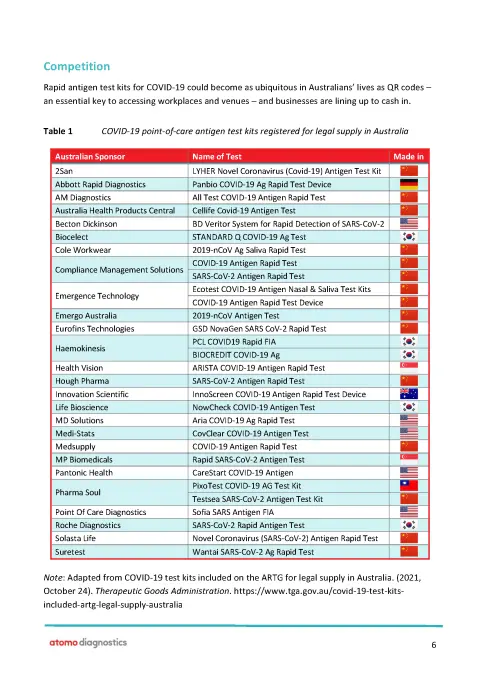 Competition
Rapid antigen test kits for COVID-19 could become as ubiquitous in Australians’ lives as QR codes –
an essential key to accessing workplaces and venues – and businesses are lining up to cash in.
Table 1 COVID-19 point-of-care antigen test kits registered for legal supply in Australia
Australian Sponsor Name of Test Made in
2San LYHER Novel Coronavirus (Covid-19) Antigen Test Kit
Abbott Rapid Diagnostics Panbio COVID-19 Ag Rapid Test Device
AM Diagnostics All Test COVID-19 Antigen Rapid Test
Australia Health Products Central Cellife Covid-19 Antigen Test
Becton Dickinson BD Veritor System for Rapid Detection of SARS-CoV-2
Biocelect STANDARD Q COVID-19 Ag Test
Cole Workwear 2019-nCoV Ag Saliva Rapid Test
Compliance Management Solutions COVID-19 Antigen Rapid Test
SARS-CoV-2 Antigen Rapid Test
Emergence Technology Ecotest COVID-19 Antigen Nasal & Saliva Test Kits
COVID-19 Antigen Rapid Test Device
Emergo Australia 2019-nCoV Antigen Test
Eurofins Technologies GSD NovaGen SARS CoV-2 Rapid Test
Haemokinesis PCL COVID19 Rapid FIA
BIOCREDIT COVID-19 Ag
Health Vision ARISTA COVID-19 Antigen Rapid Test
Hough Pharma SARS-CoV-2 Antigen Rapid Test
Innovation Scientific InnoScreen COVID-19 Antigen Rapid Test Device
Life Bioscience NowCheck COVID-19 Antigen Test
MD Solutions Aria COVID-19 Ag Rapid Test
Medi-Stats CovClear COVID-19 Antigen Test
Medsupply COVID-19 Antigen Rapid Test
MP Biomedicals Rapid SARS-CoV-2 Antigen Test
Pantonic Health CareStart COVID-19 Antigen
Pharma Soul PixoTest COVID-19 AG Test Kit
Testsea SARS-CoV-2 Antigen Test Kit
Point Of Care Diagnostics Sofia SARS Antigen FIA
Roche Diagnostics SARS-CoV-2 Rapid Antigen Test
Solasta Life Novel Coronavirus (SARS-CoV-2) Antigen Rapid Test
Suretest Wantai SARS-CoV-2 Ag Rapid Test
Note: Adapted from COVID-19 test kits included on the ARTG for legal supply in Australia. (2021,
October 24). Therapeutic Goods Administration. https://www.tga.gov.au/covid-19-test-kits-
included-artg-legal-supply-australia
atomo diagnostics
6